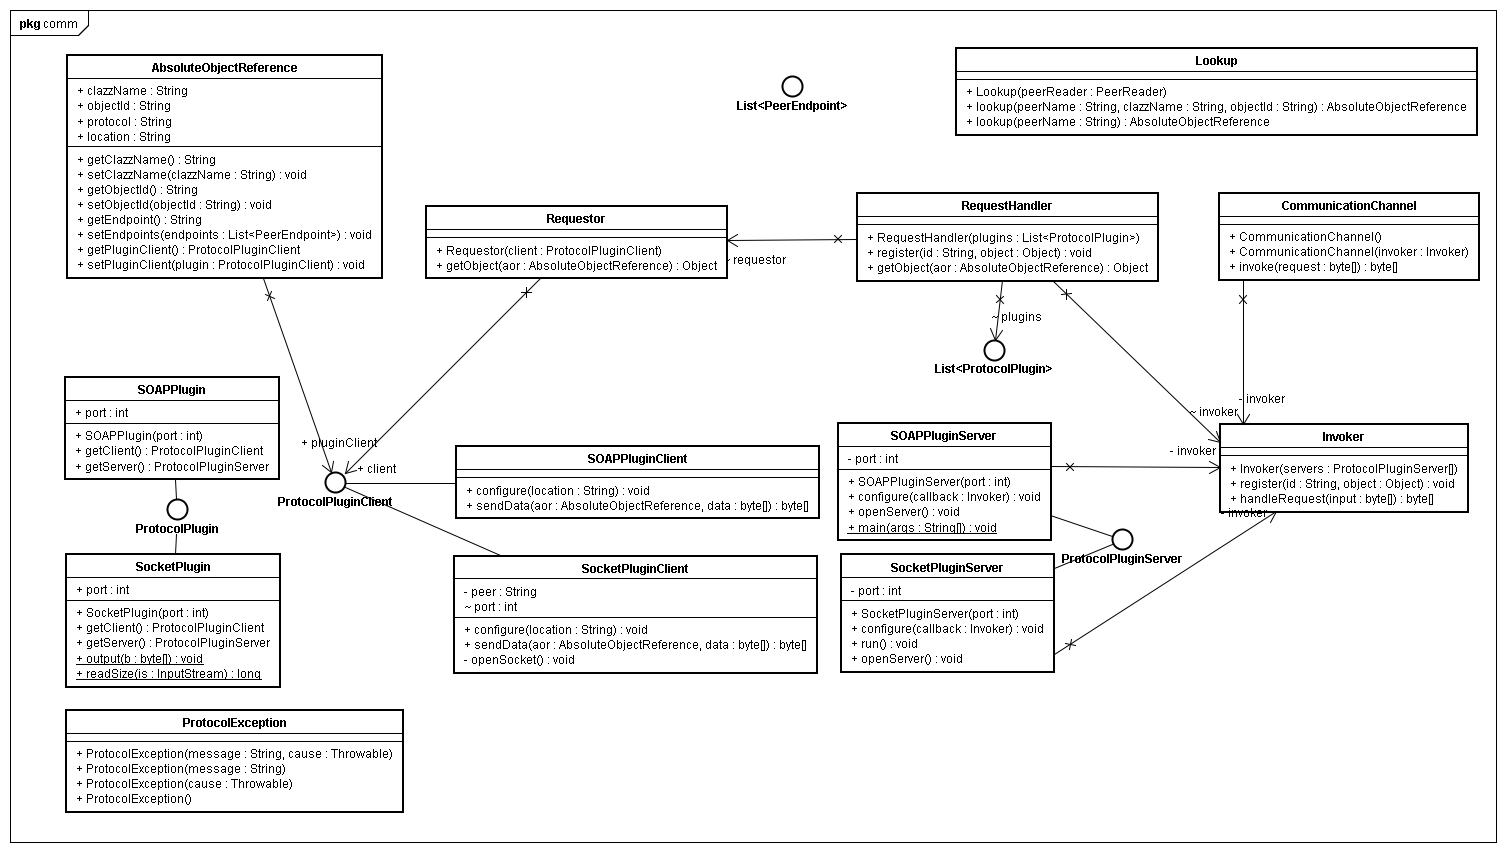 pkg comm
AbsoluteObjectReference
+ clazzName : String
+ objectId : String
+ protocol : String
+ location : String
+ getClazzName() : String
+ setClazzName(clazzName : String) : void
+ getObjectId() : String
+ setObjectId(objectId : String) : void
+ getEndpoint() : String
+ setEndpoints(endpoints : List<PeerEndpoint>) : void
+ getPluginClient() : ProtocolPluginClient
+ setPluginClient(plugin : ProtocolPluginClient) : void
List<PeerEndpoint>
Lookup
+ Lookup(peerReader : PeerReader)
+ lookup(peerName : String, clazzName : String, objectId : String) : AbsoluteObjectReference
+ lookup(peerName : String) : AbsoluteObjectReference
Requestor
+ Requestor(client : ProtocolPluginClient)
+ getObject(aor : AbsoluteObjectReference) : Object
~ requestor
RequestHandler
+ RequestHandler(plugins : List<ProtocolPlugin>)
+ register(id : String, object : Object) : void
+ getObject(aor : AbsoluteObjectReference) : Object
CommunicationChannel
+ CommunicationChannel()
+ CommunicationChannel(invoker : Invoker)
+ invoke(request : byte[]) : byte[]
~ plugins
List<ProtocolPlugin>
~ invoker
- invoker
- invoker
- invoker
SOAPPlugin
+ port : int
+ SOAPPlugin(port : int)
+ getClient() : ProtocolPluginClient
+ getServer() : ProtocolPluginServer
ProtocolPlugin
+ pluginClient
+ client
ProtocolPluginClient
SOAPPluginClient
+ configure(location : String) : void
+ sendData(aor : AbsoluteObjectReference, data : byte[]) : byte[]
SOAPPluginServer
- port : int
+ SOAPPluginServer(port : int)
+ configure(callback : Invoker) : void
+ openServer() : void
+ main(args : String[]) : void
Invoker
+ Invoker(servers : ProtocolPluginServer[])
+ register(id : String, object : Object) : void
+ handleRequest(input : byte[]) : byte[]
ProtocolPluginServer
SocketPlugin
+ port : int
+ SocketPlugin(port : int)
+ getClient() : ProtocolPluginClient
+ getServer() : ProtocolPluginServer
+ output(b : byte[]) : void
+ readSize(is : InputStream) : long
SocketPluginClient
- peer : String
~ port : int
+ configure(location : String) : void
+ sendData(aor : AbsoluteObjectReference, data : byte[]) : byte[]
- openSocket() : void
SocketPluginServer
- port : int
+ SocketPluginServer(port : int)
+ configure(callback : Invoker) : void
+ run() : void
+ openServer() : void
ProtocolException
+ ProtocolException(message : String, cause : Throwable)
+ ProtocolException(message : String)
+ ProtocolException(cause : Throwable)
+ ProtocolException()